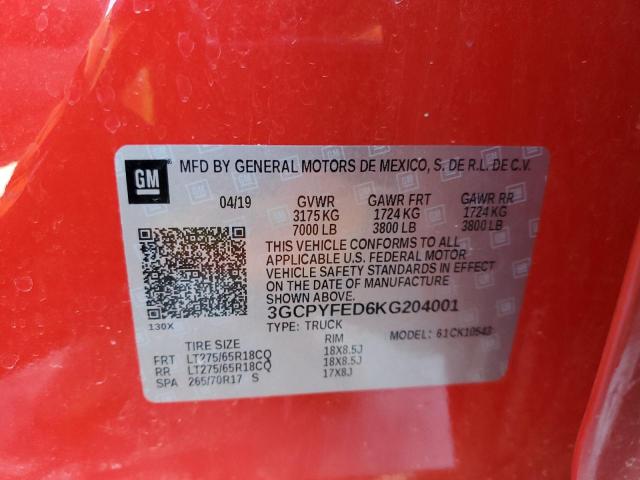 GM
MFD BY GENERAL MOTORS DE MEXICO, S. DE R.L. DE C.V.
04/19 GVWR GAWR FRT GAWR RR
3175 KG 1724 KG 1724 KG
7000 LB 3800 LB 3800 LB
THIS VEHICLE CONFORMS TO ALL
APPLICABLE U.S. FEDERAL MOTOR
VEHICLE SAFETY STANDARDS IN EFFECT
ON THE DATE OF MANUFACTURE
SHOWN ABOVE.
3GCPYFED6KG204001
130X
TYPE: TRUCK MODEL: 61CK10543
TIRE SIZE RIM
FRT LT275/65R18CQ 18X8.5J
RR LT275/65R18CQ 18X8.5J
SPA 265/70R17 S 17X8J